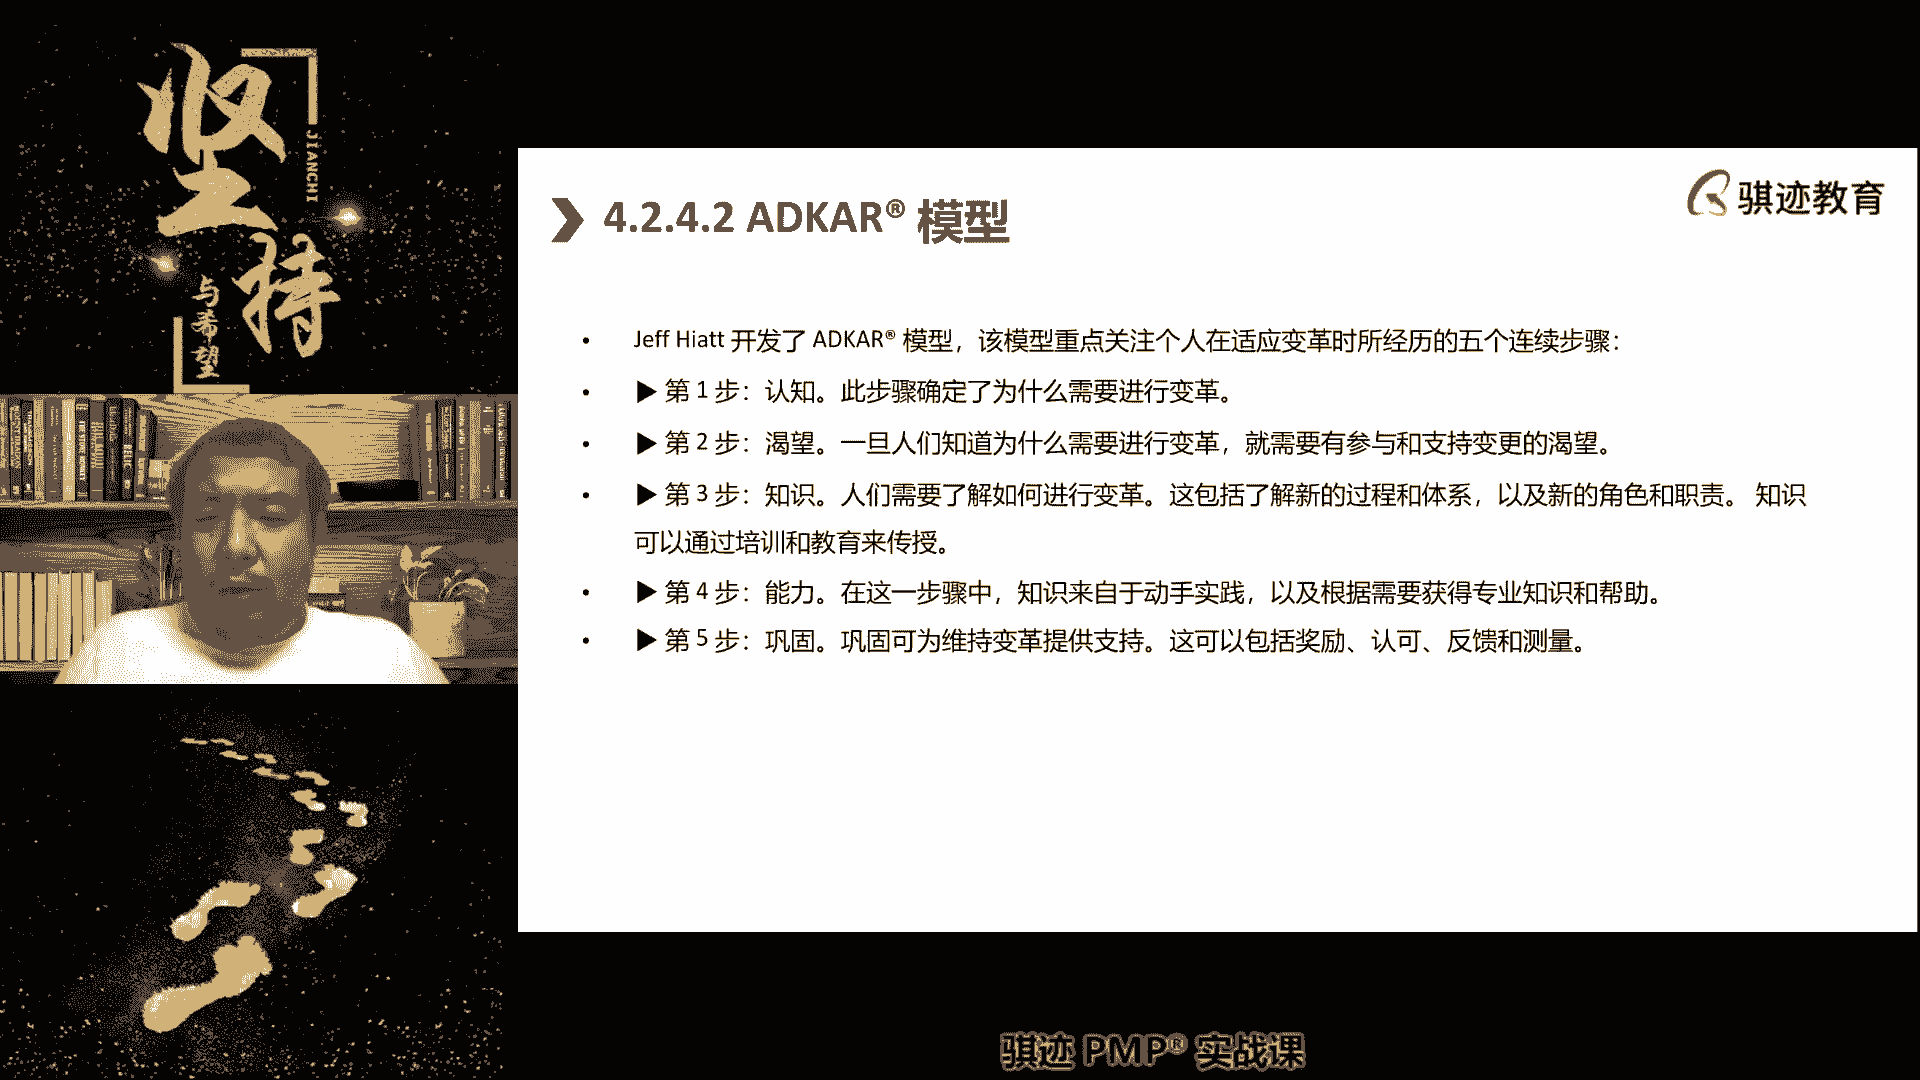 坚持
JIANCHI
与希望
骐迹教育
4.2.4.2 ADKAR® 模型
• Jeff Hiatt 开发了 ADKAR® 模型，该模型重点关注个人在适应变革时所经历的五个连续步骤：
• ▶ 第 1 步：认知。此步骤确定了为什么需要进行变革。
• ▶ 第 2 步：渴望。一旦人们知道为什么需要进行变革，就需要有参与和支持变更的渴望。
• ▶ 第 3 步：知识。人们需要了解如何进行变革。这包括了解新的过程和体系，以及新的角色和职责。 知识
可以通过培训和教育来传授。
• ▶ 第 4 步：能力。在这一步骤中，知识来自于动手实践，以及根据需要获得专业知识和帮助。
• ▶ 第 5 步：巩固。巩固可为维持变革提供支持。这可以包括奖励、认可、反馈和测量。
骐迹 PMP® 实战课